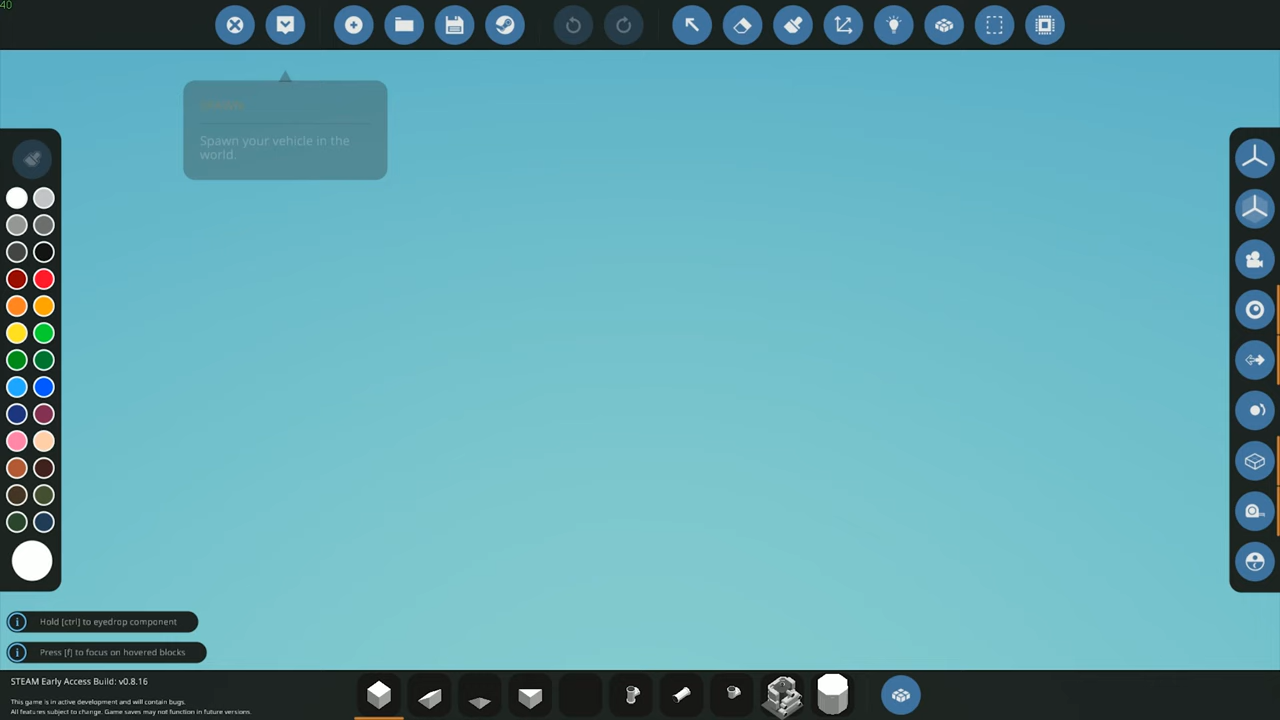 40
Spawn your vehicle in the
world.
Hold [ctrl] to eyedrop component
Press [f] to focus on hovered blocks
STEAM Early Access Build: v0.8.16
This game is in active development and will contain bugs.
All features subject to change. Game saves may not function in future versions.